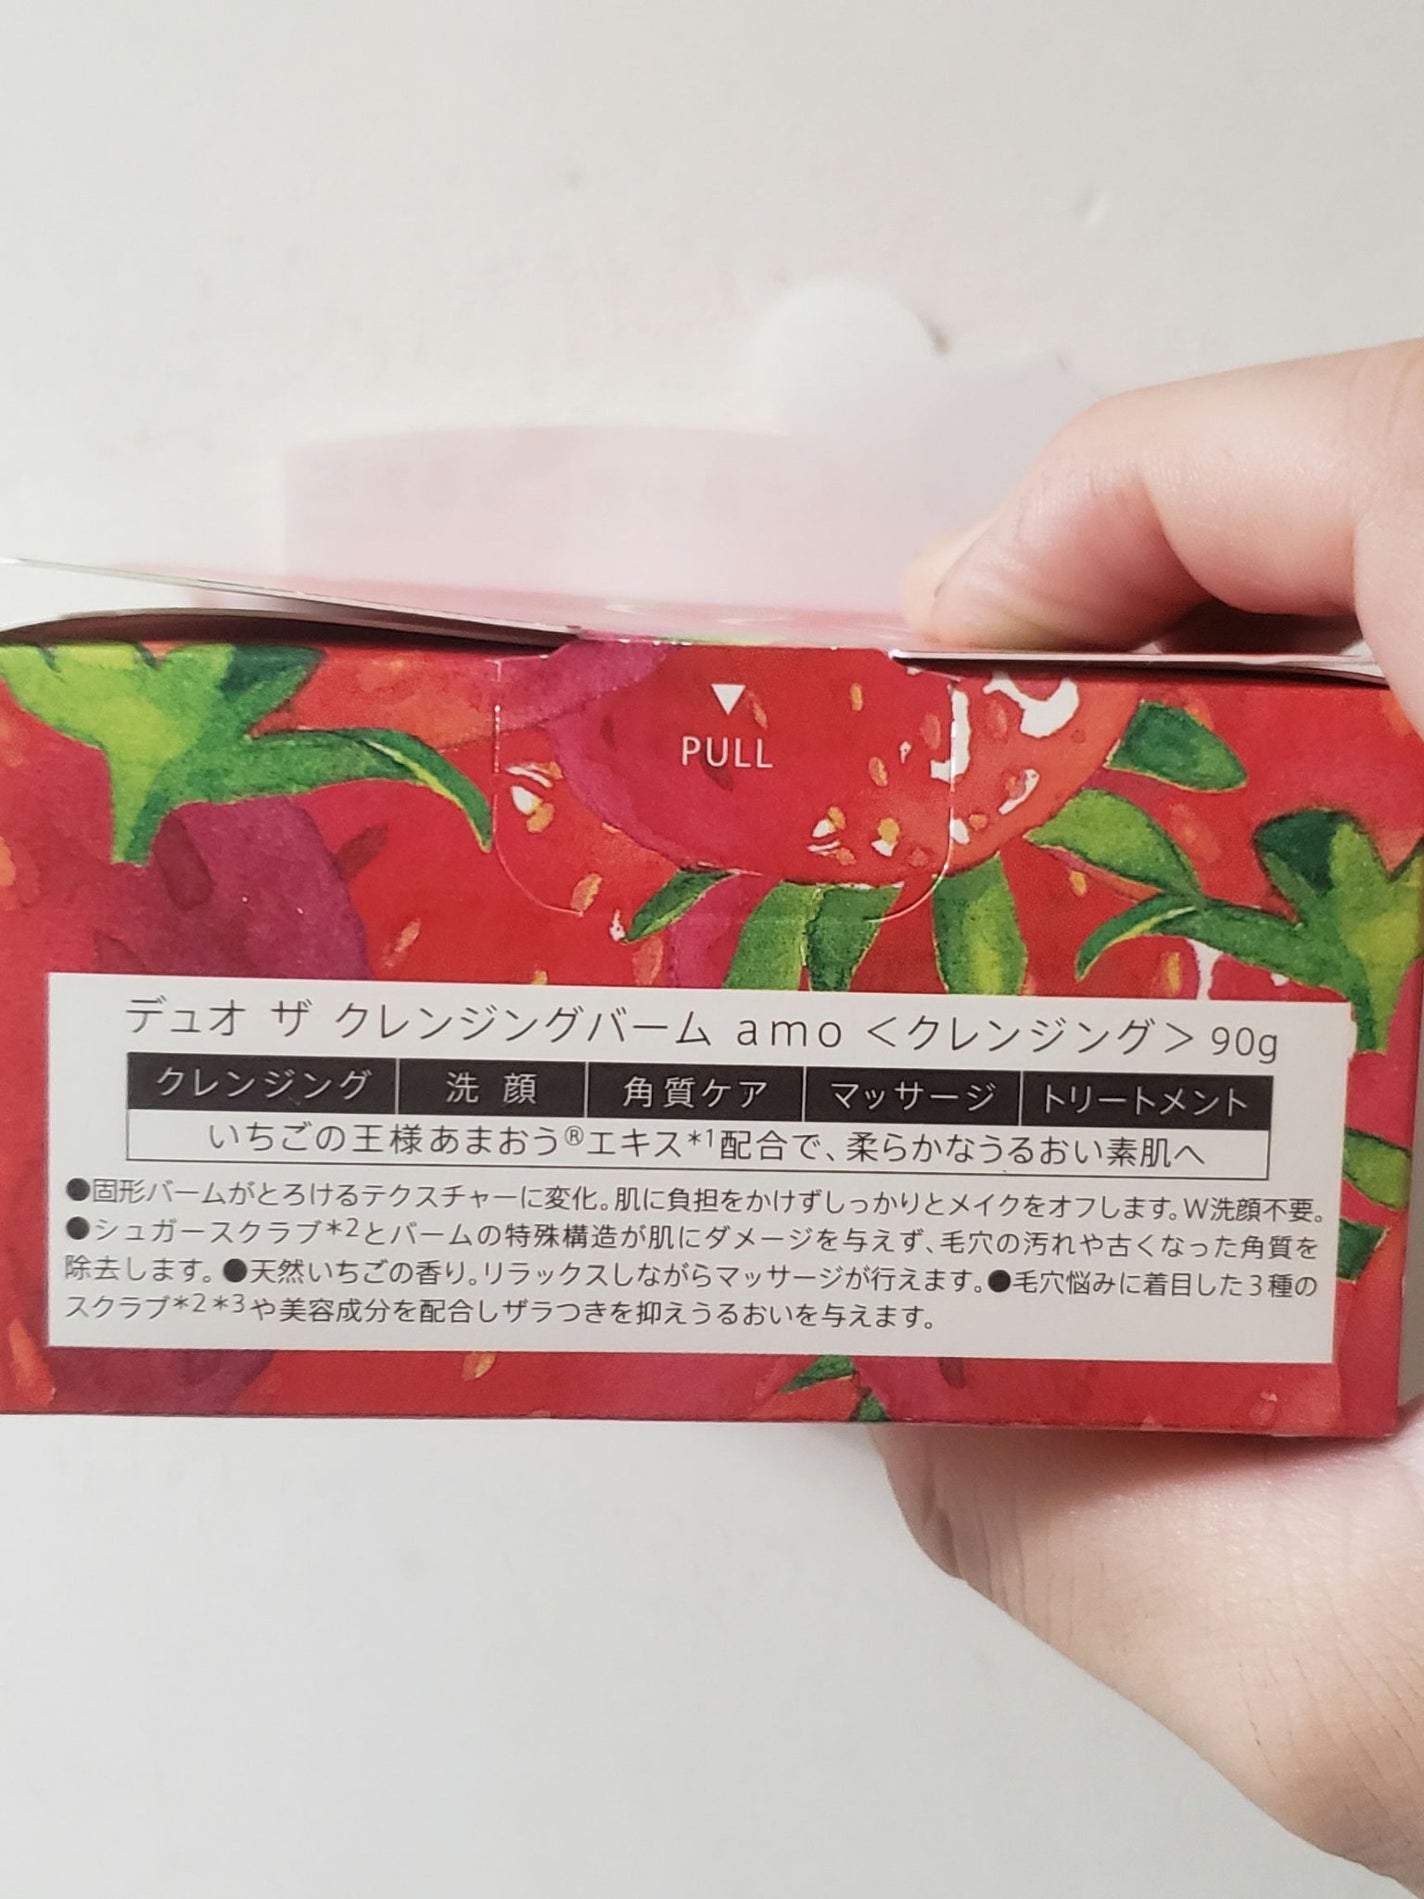 ▼
PULL
デュオ ザ クレンジングバーム amo <クレンジング> 90g
クレンジング 洗顔 角質ケア マッサージ トリートメント
いちごの王様あまおう®エキス*1配合で、柔らかなうるおい素肌へ
●固形バームがとろけるテクスチャーに変化。肌に負担をかけずしっかりとメイクをオフします。W洗顔不要。
●シュガースクラブ*2とバームの特殊構造が肌にダメージを与えず、毛穴の汚れや古くなった角質を
除去します。●天然いちごの香り。リラックスしながらマッサージが行えます。●毛穴悩みに着目した3種の
スクラブ*2*3や美容成分を配合しザラつきを抑えうるおいを与えます。